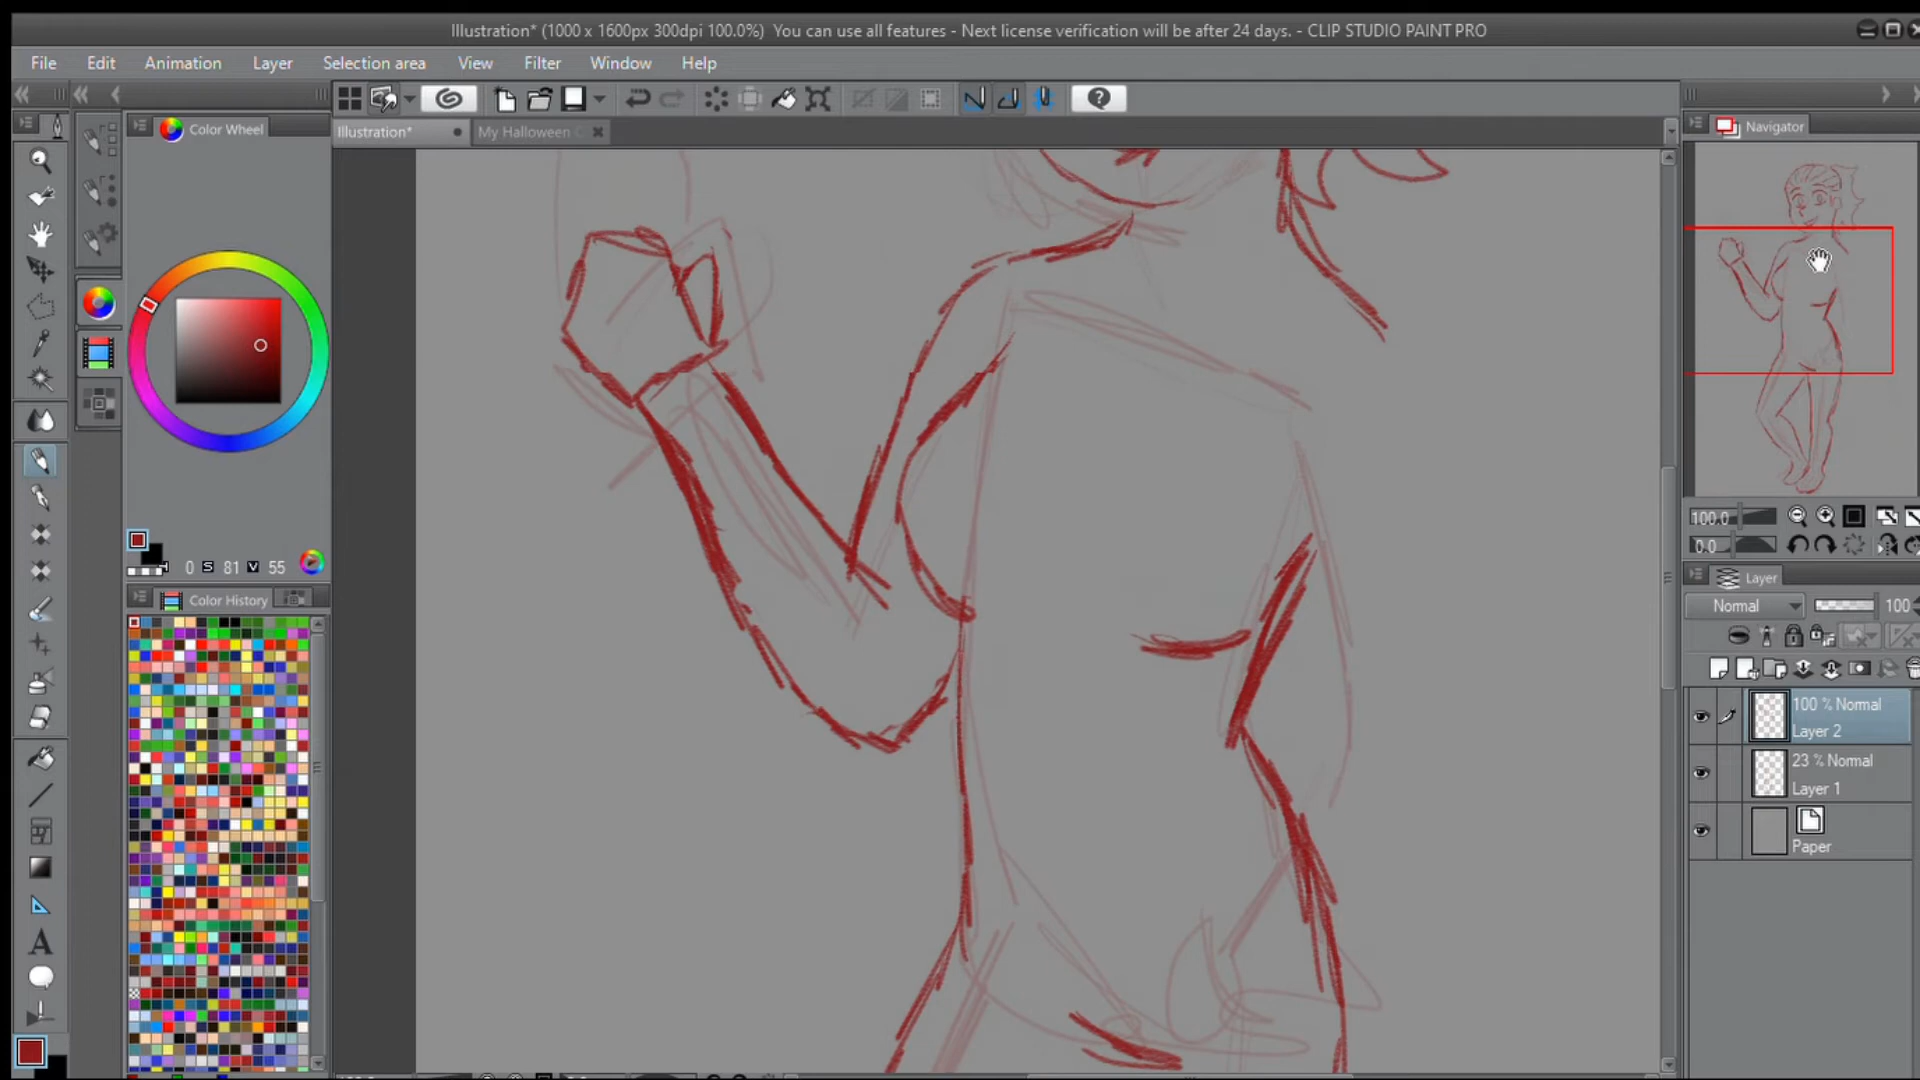 Illustration* (1000 x 1600px 300dpi 100.0%)  You can use all features - Next license verification will be after 24 days. - CLIP STUDIO PAINT PRO
File Edit Animation Layer Selection area View Filter Window Help
Color Wheel
Illustration*
My Halloween
Navigator
0 S 81 V 55
Color History
100.0
0.0
Layer
Normal 100
100 % Normal
Layer 2
23 % Normal
Layer 1
Paper
A